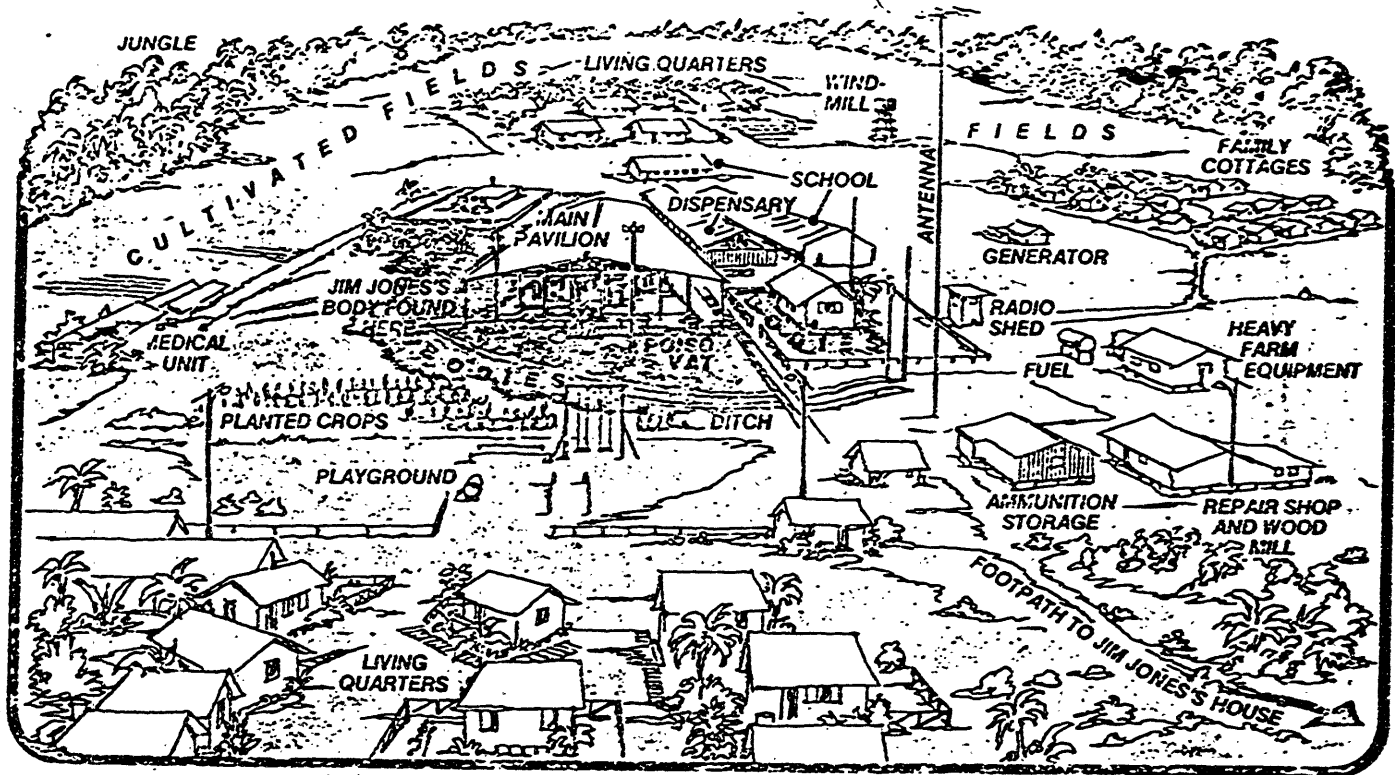 JUNGLE
LIVING QUARTERS
CULTIVATED FIELDS
WIND-
MILL
FIELDS
FAMILY
COTTAGES
ANTENNA
SCHOOL
DISPENSARY
MAIN
PAVILION
GENERATOR
JIM JONES'S
BODY FOUND
HERE
RADIO
SHED
MEDICAL
UNIT
BODIES
VAT
FUEL
HEAVY
FARM
EQUIPMENT
PLANTED CROPS
DITCH
PLAYGROUND
AMMUNITION
STORAGE
REPAIR SHOP
AND WOOD
MILL
FOOTPATH TO JIM JONES'S HOUSE
LIVING
QUARTERS